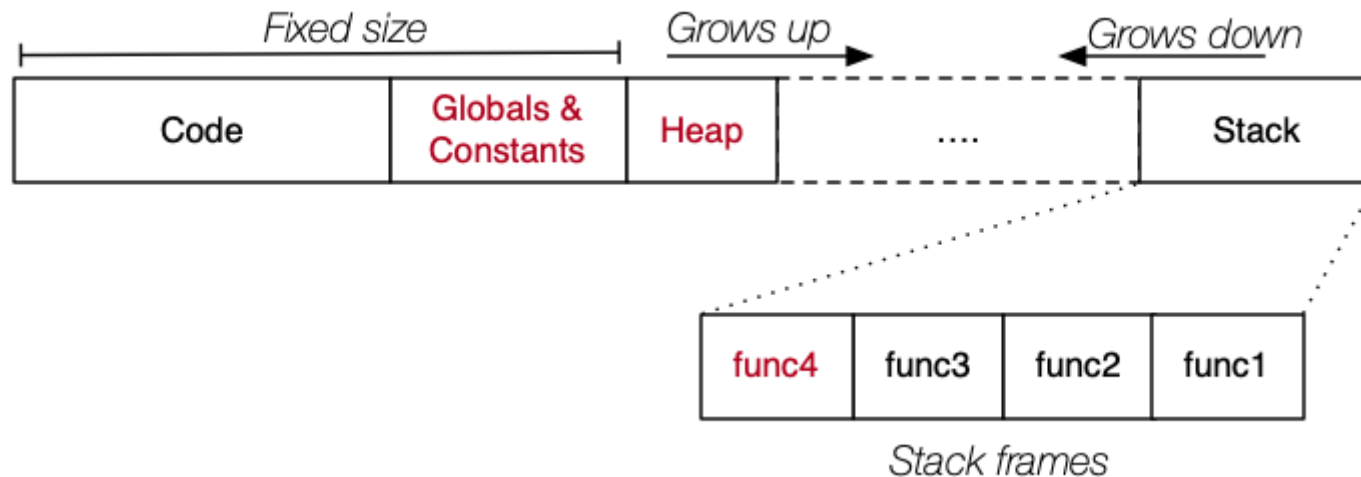 Fixed size
Grows up
Grows down
Code
Globals &
Constants
Heap
....
Stack
func4
func3
func2
func1
Stack frames